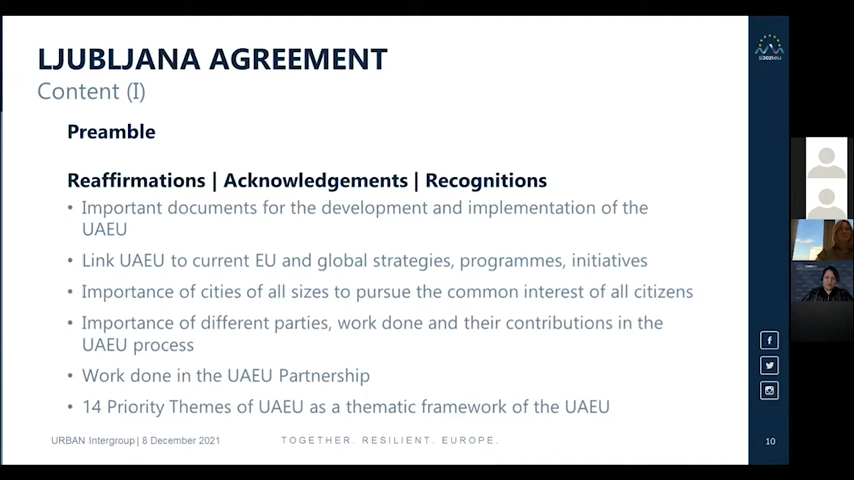 LJUBLJANA AGREEMENT
Content (I)
Preamble
Reaffirmations | Acknowledgements | Recognitions
• Important documents for the development and implementation of the
UAEU
• Link UAEU to current EU and global strategies, programmes, initiatives
• Importance of cities of all sizes to pursue the common interest of all citizens
• Importance of different parties, work done and their contributions in the
UAEU process
• Work done in the UAEU Partnership
• 14 Priority Themes of UAEU as a thematic framework of the UAEU
URBAN Intergroup | 8 December 2021
TOGETHER. RESILIENT. EUROPE.
10
si2021.eu